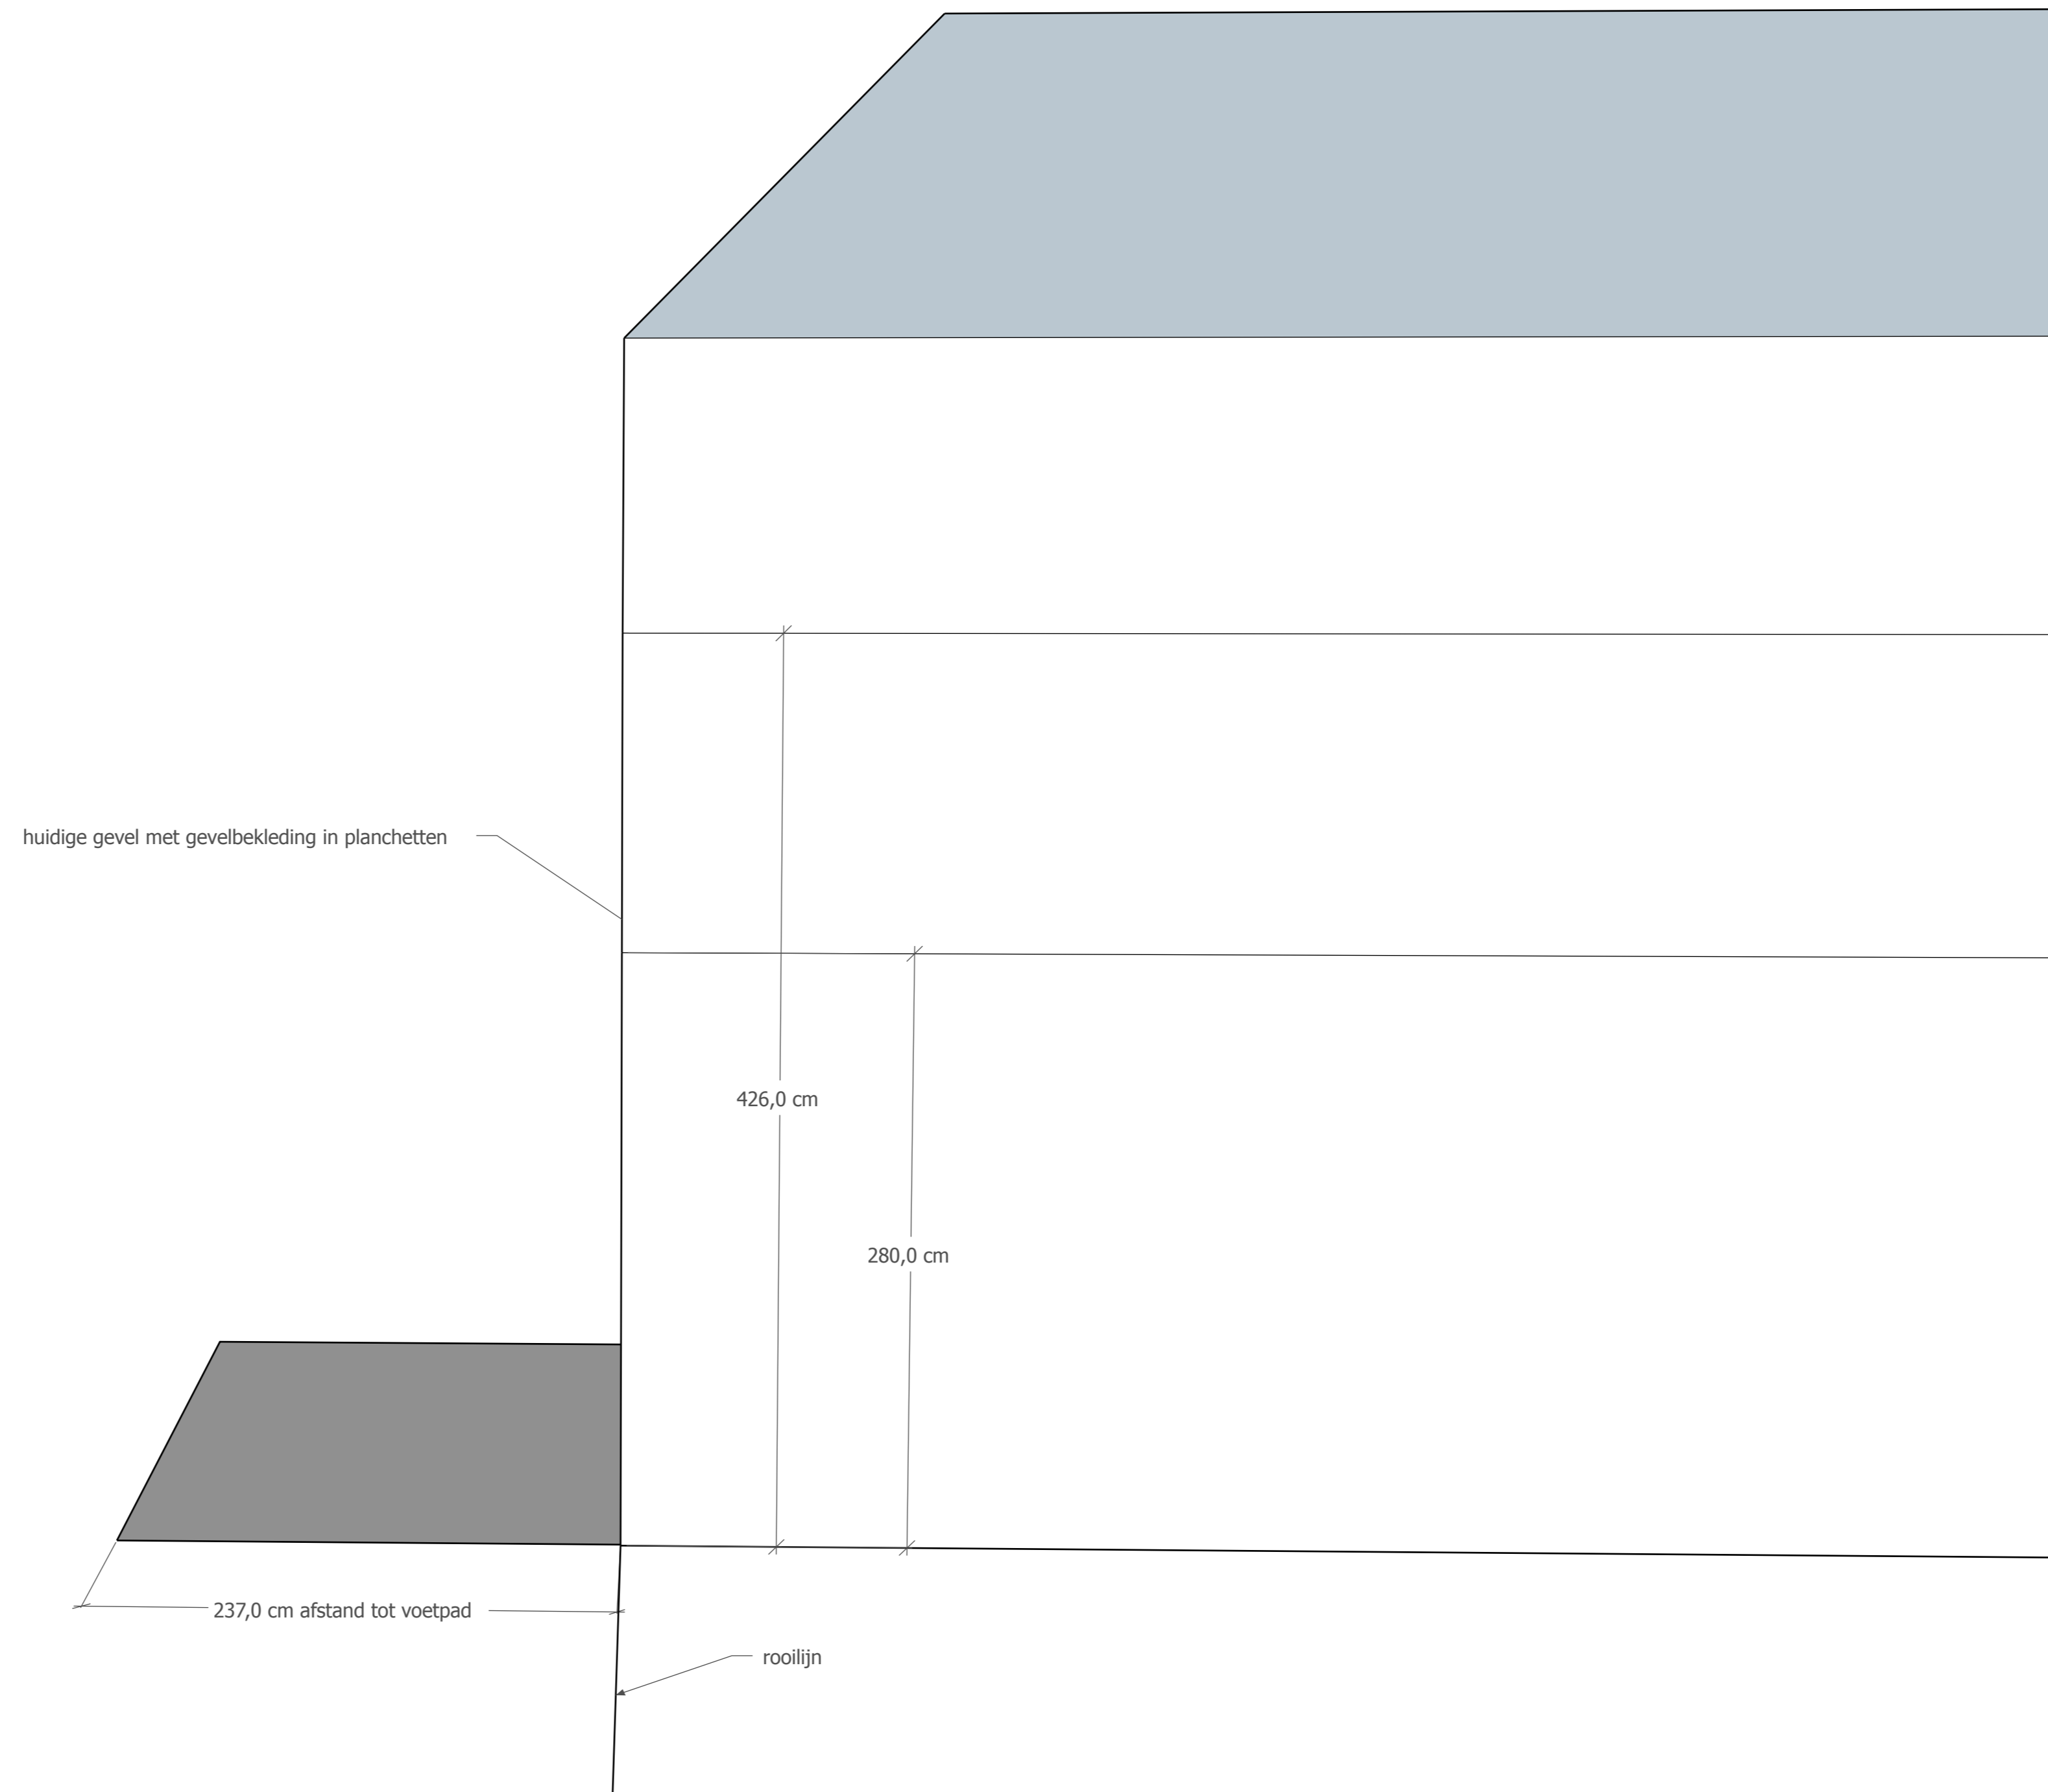 huidige gevel met gevelbekleding in planchetten
426,0 cm
280,0 cm
237,0 cm afstand tot voetpad
rooilijn